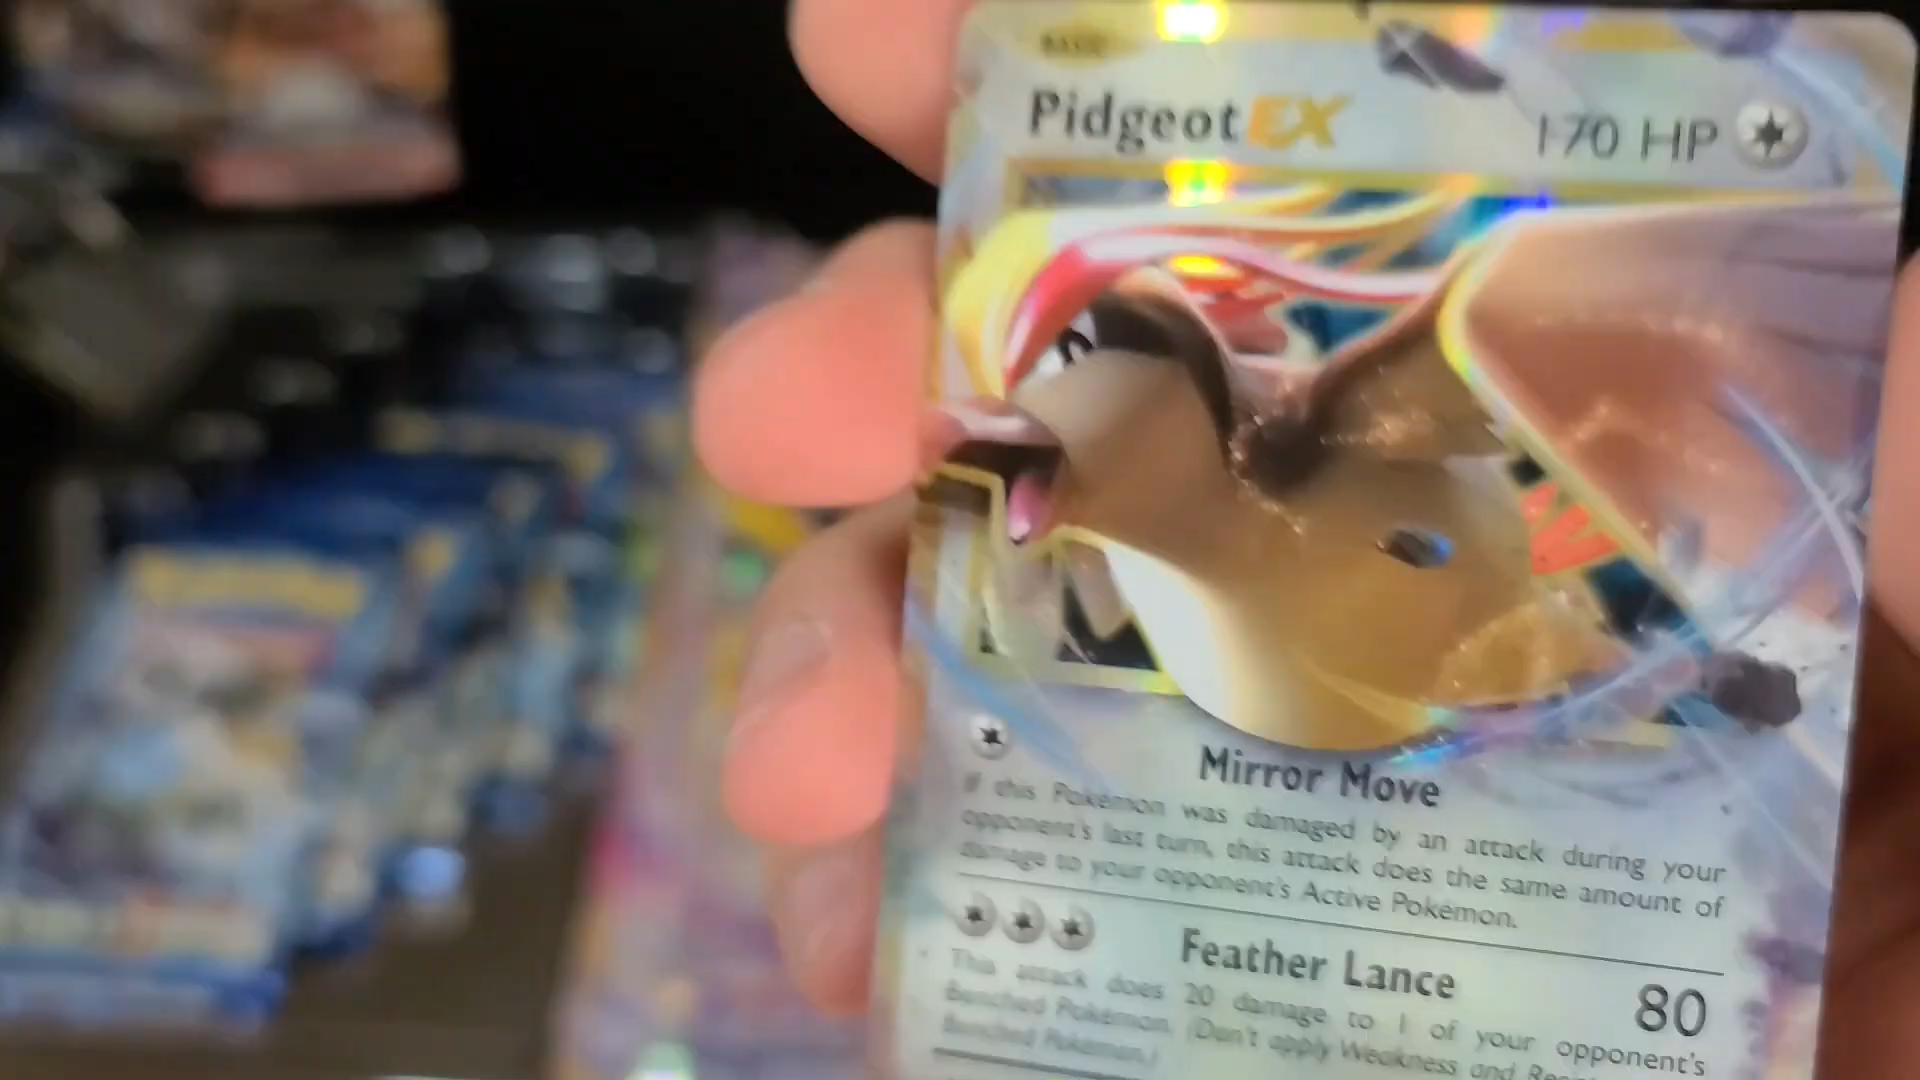 BASIC
Pidgeot EX 170 HP
Mirror Move
If this Pokémon was damaged by an attack during your
opponent's last turn, this attack does the same amount of
damage to your opponent's Active Pokémon.
Feather Lance 80
This attack does 20 damage to 1 of your opponent's
Benched Pokémon. (Don't apply Weakness and
Benched Pokémon.)